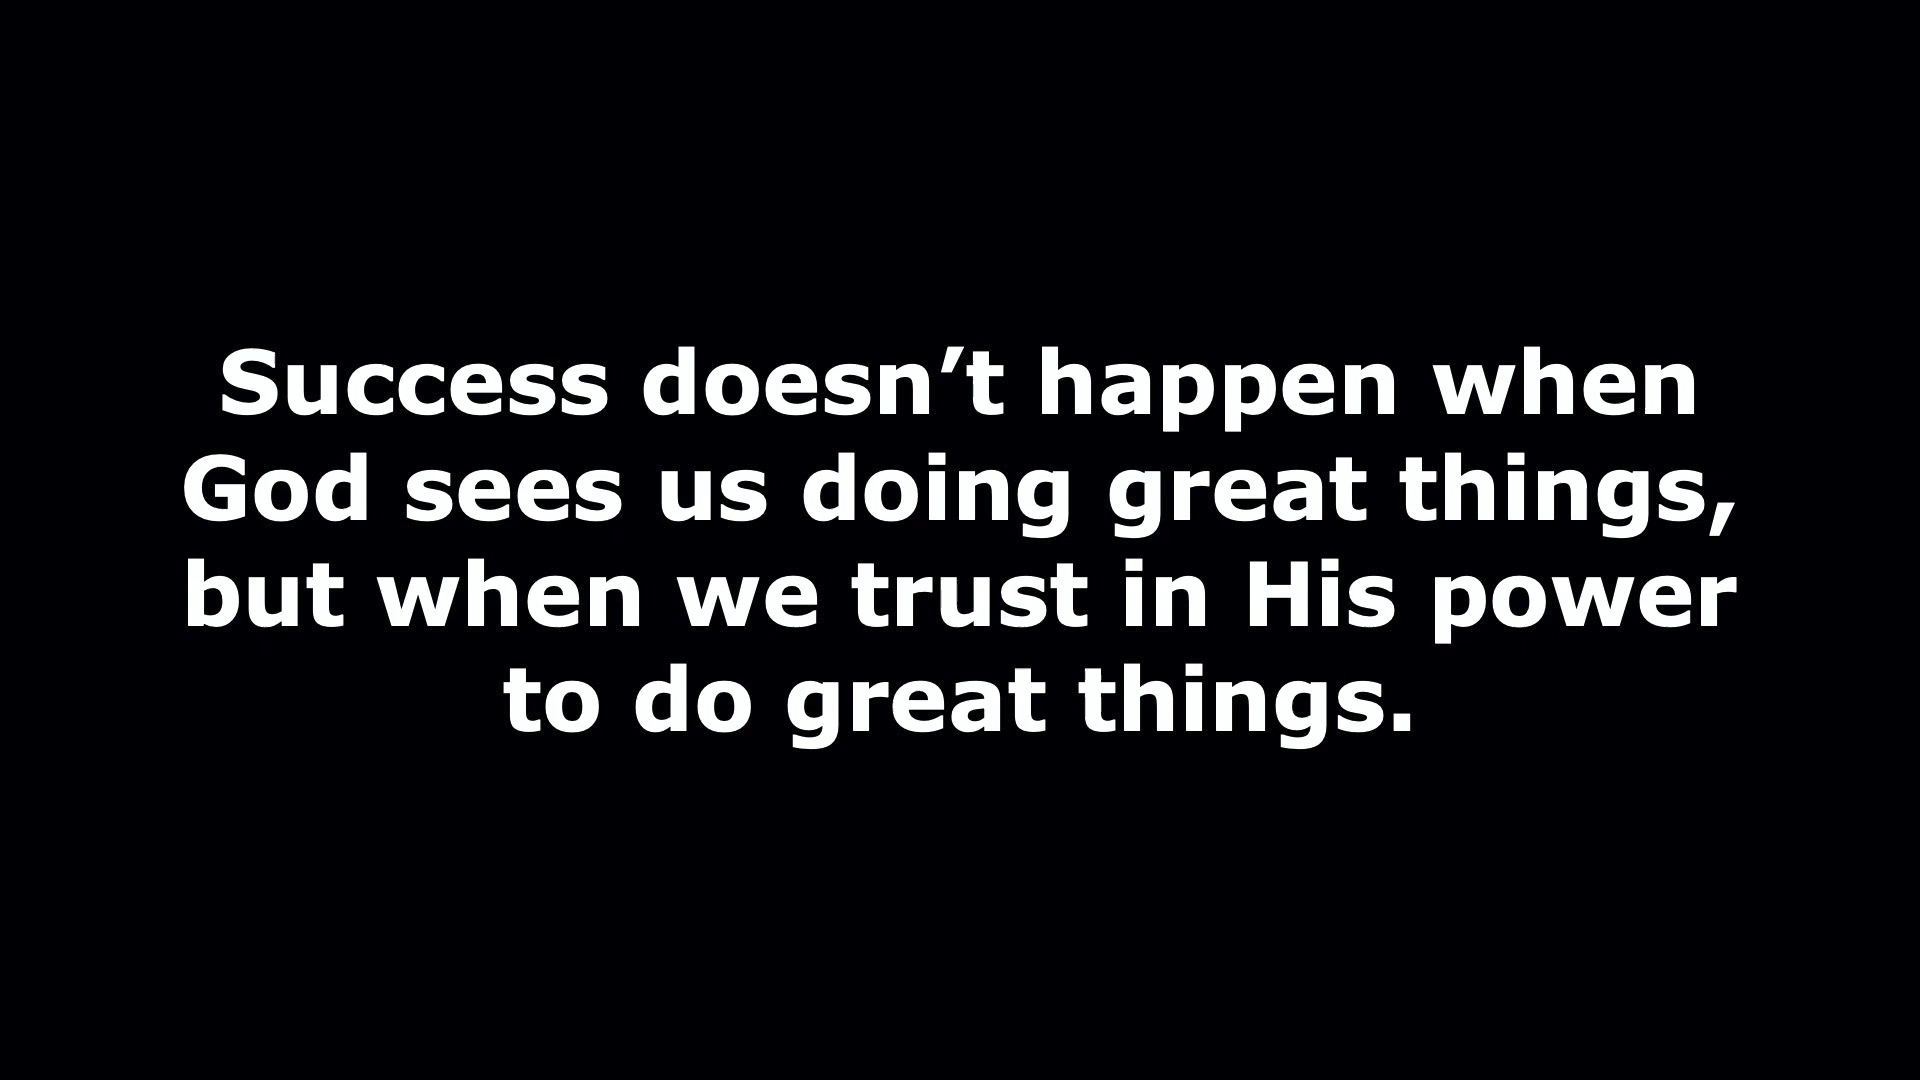 Success doesn’t happen when
God sees us doing great things,
but when we trust in His power
to do great things.